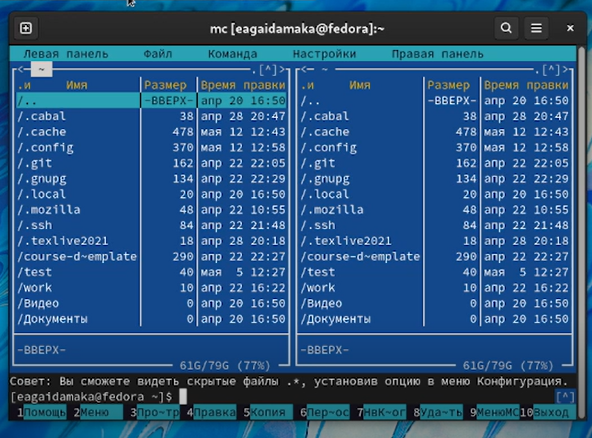 mc [eagaidamaka@fedora]:~
Левая панель Файл Команда Настройки Правая панель
<- ~ .[^]> <- ~ .[^]>
.и Имя Размер Время правки .и Имя Размер Время правки
/.. -ВВЕРХ- апр 20 16:50 /.. -ВВЕРХ- апр 20 16:50
/.cabal 38 апр 28 20:47 /.cabal 38 апр 28 20:47
/.cache 478 мая 12 12:43 /.cache 478 мая 12 12:43
/.config 370 мая 12 12:58 /.config 370 мая 12 12:58
/.git 162 апр 22 22:05 /.git 162 апр 22 22:05
/.gnupg 134 апр 22 22:29 /.gnupg 134 апр 22 22:29
/.local 20 апр 20 16:50 /.local 20 апр 20 16:50
/.mozilla 48 апр 22 10:55 /.mozilla 48 апр 22 10:55
/.ssh 84 апр 22 21:48 /.ssh 84 апр 22 21:48
/.texlive2021 18 апр 28 20:18 /.texlive2021 18 апр 28 20:18
/course-d~emplate 290 апр 22 22:27 /course-d~emplate 290 апр 22 22:27
/test 40 мая 5 12:27 /test 40 мая 5 12:27
/work 10 апр 22 16:22 /work 10 апр 22 16:22
/Видео 0 апр 20 16:50 /Видео 0 апр 20 16:50
/Документы 0 апр 20 16:50 /Документы 0 апр 20 16:50
-ВВЕРХ- -ВВЕРХ-
61G/79G (77%) 61G/79G (77%)
Совет: Вы сможете видеть скрытые файлы .*, установив опцию в меню Конфигурация.
[eagaidamaka@fedora ~]$ [^]
1Помощь 2Меню 3Про~тр 4Правка 5Копия 6Пер~ос 7НвК~ог 8Уда~ть 9МенюМС 10Выход